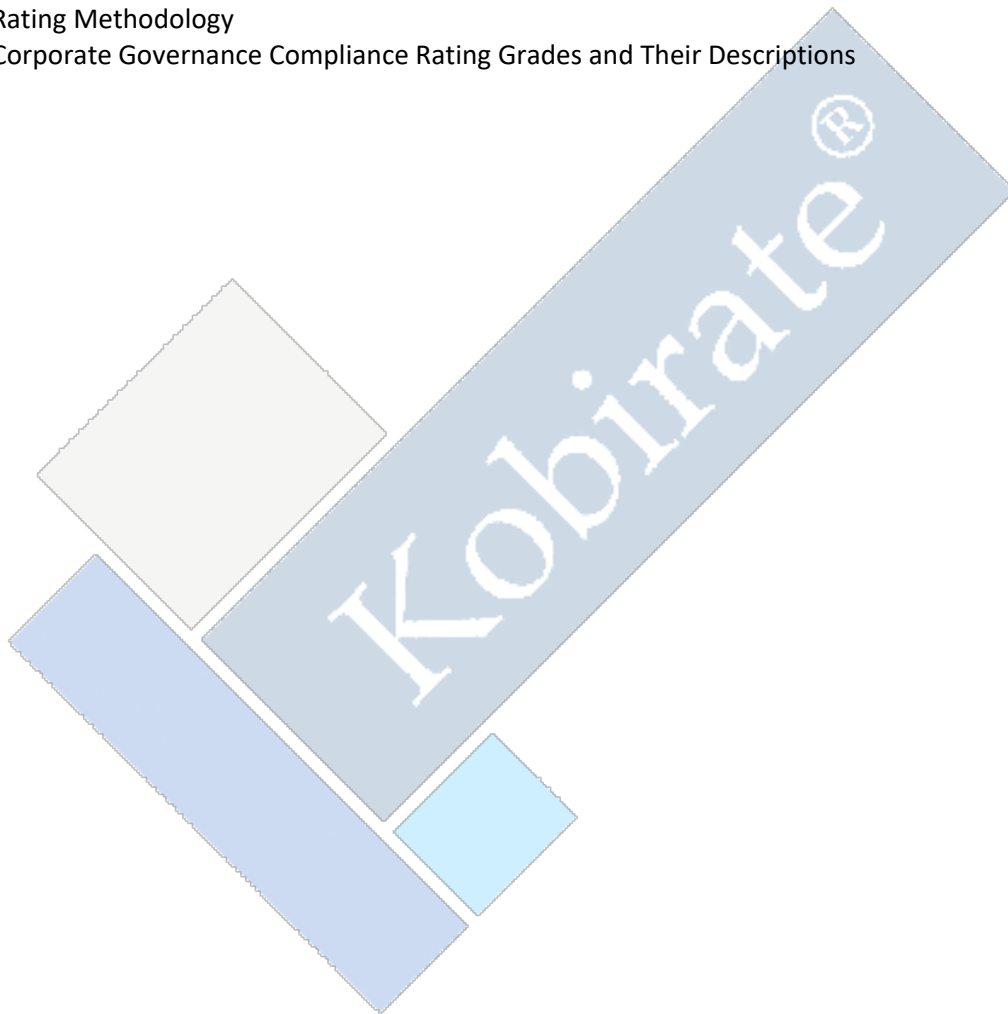 Rating Methodology
Corporate Governance Compliance Rating Grades and Their Descriptions
Kobirate®